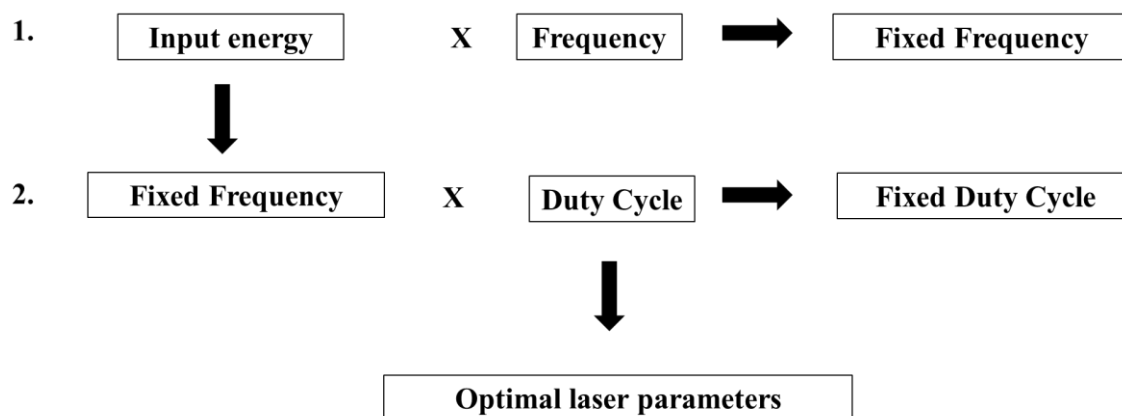 1. Input energy X Frequency Fixed Frequency
2. Fixed Frequency X Duty Cycle Fixed Duty Cycle
Optimal laser parameters